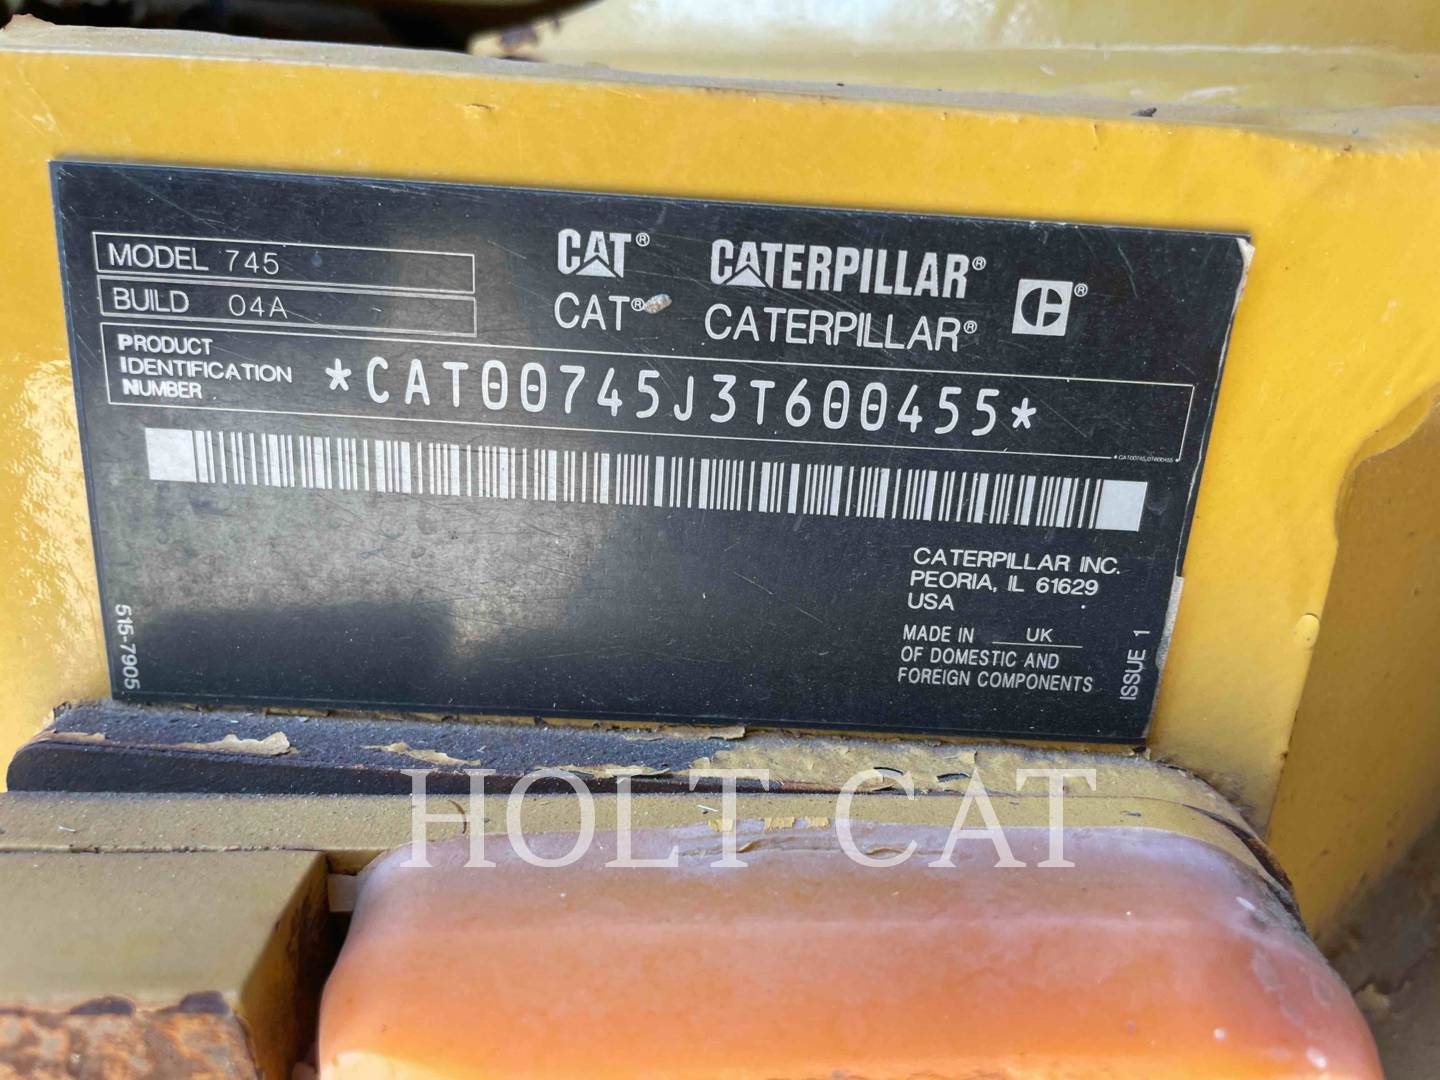 MODEL 745
BUILD 04A
CAT® CATERPILLAR®
CAT® CATERPILLAR®
PRODUCT
IDENTIFICATION
NUMBER
*CAT00745J3T600455*
CATERPILLAR INC.
PEORIA, IL 61629
USA
MADE IN UK
OF DOMESTIC AND
FOREIGN COMPONENTS
515-7905
ISSUE 1
HOLT CAT